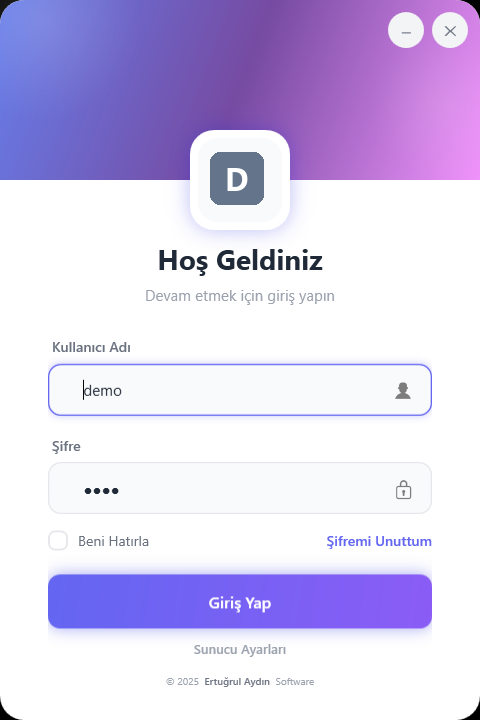 D
Hoş Geldiniz
Devam etmek için giriş yapın
Kullanıcı Adı
demo
Şifre
••••
Beni Hatırla Şifremi Unuttum
Giriş Yap
Sunucu Ayarları
© 2025 Ertuğrul Aydın Software